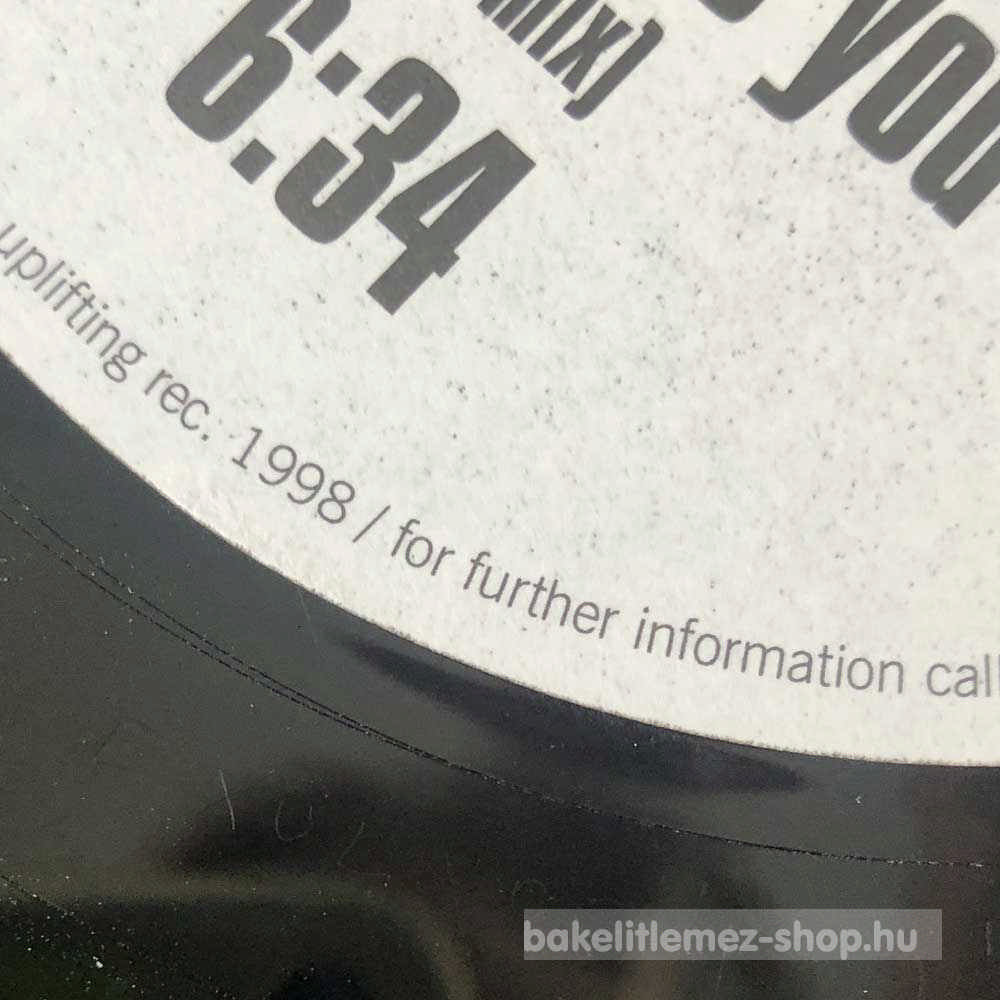 you
mix)
6:34
uplifting rec. 1998 / for further information call
bakelitlemez-shop.hu